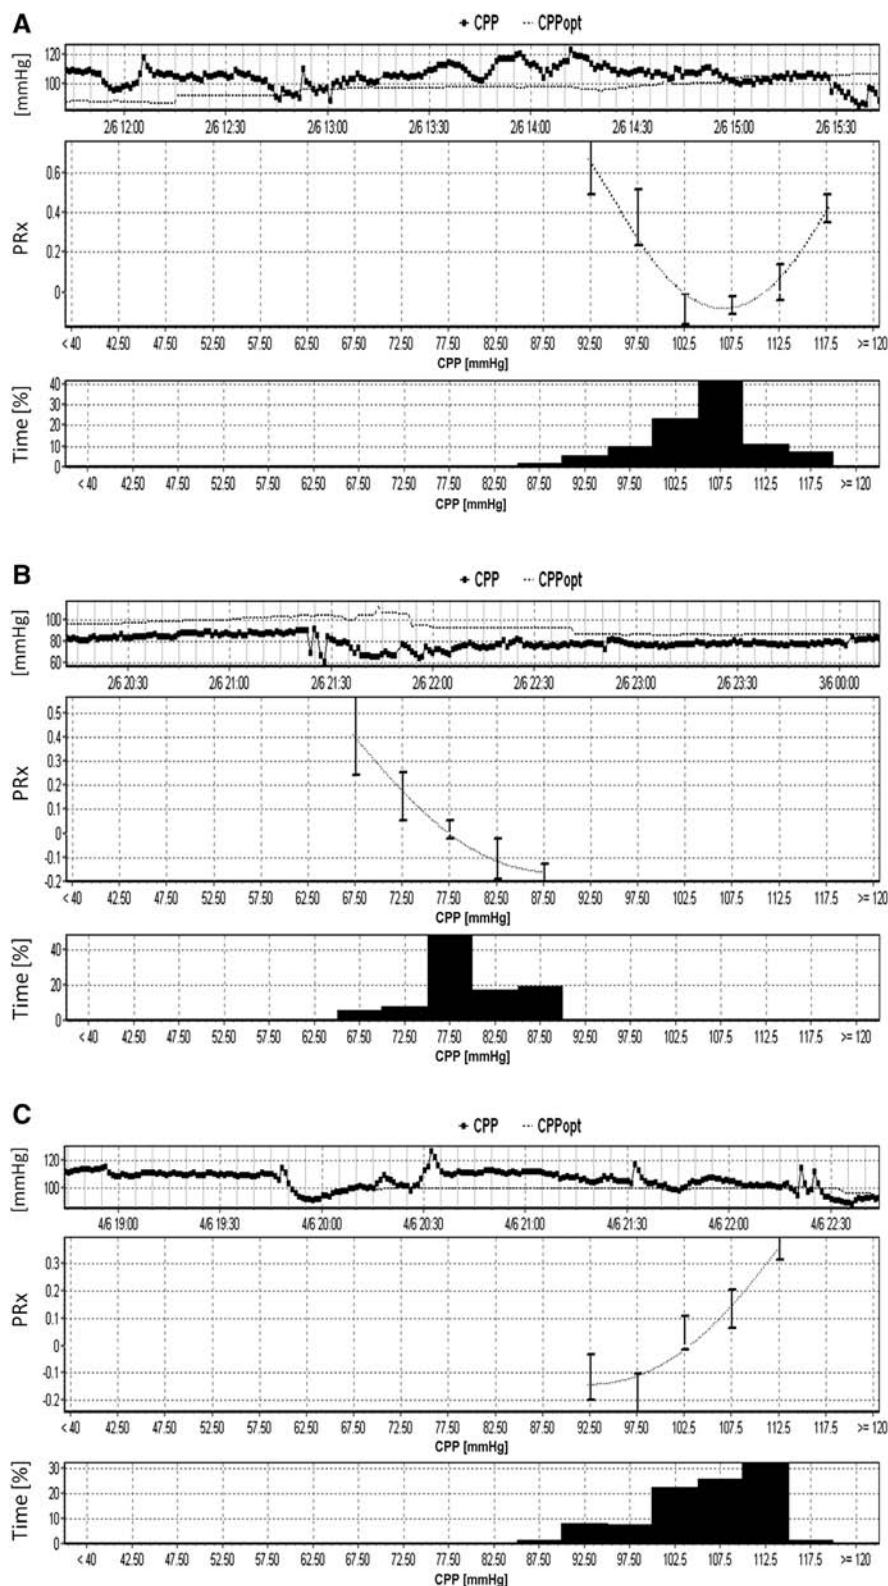 A
CPP CPPopt
[mmHg]
120
100
2/6 12:00 2/6 12:30 2/6 13:00 2/6 13:30 2/6 14:00 2/6 14:30 2/6 15:00 2/6 15:30
PRx
0.6
0.4
0.2
0
< 40 42.50 47.50 52.50 57.50 62.50 67.50 72.50 77.50 82.50 87.50 92.50 97.50 102.5 107.5 112.5 117.5 >= 120
CPP [mmHg]
Time [%]
40
30
20
10
0
< 40 42.50 47.50 52.50 57.50 62.50 67.50 72.50 77.50 82.50 87.50 92.50 97.50 102.5 107.5 112.5 >= 120
CPP [mmHg]
B
CPP CPPopt
[mmHg]
100
80
60
2/6 20:30 2/6 21:00 2/6 21:30 2/6 22:00 2/6 22:30 2/6 23:00 2/6 23:30 3/6 00:00
PRx
0.5
0.4
0.3
0.2
0.1
0
-0.1
-0.2
< 40 42.50 47.50 52.50 57.50 62.50 67.50 72.50 77.50 82.50 87.50 92.50 97.50 102.5 107.5 112.5 117.5 >= 120
CPP [mmHg]
Time [%]
40
20
0
< 40 42.50 47.50 52.50 57.50 62.50 67.50 72.50 77.50 82.50 87.50 92.50 97.50 102.5 107.5 112.5 >= 120
CPP [mmHg]
C
CPP CPPopt
[mmHg]
120
100
4/6 19:00 4/6 19:30 4/6 20:00 4/6 20:30 4/6 21:00 4/6 21:30 4/6 22:00 4/6 22:30
PRx
0.3
0.2
0.1
0
-0.1
-0.2
< 40 42.50 47.50 52.50 57.50 62.50 67.50 72.50 77.50 82.50 87.50 92.50 97.50 102.5 107.5 112.5 117.5 >= 120
CPP [mmHg]
Time [%]
30
20
10
0
< 40 42.50 47.50 52.50 57.50 62.50 67.50 72.50 77.50 82.50 87.50 92.50 97.50 102.5 107.5 112.5 >= 120
CPP [mmHg]